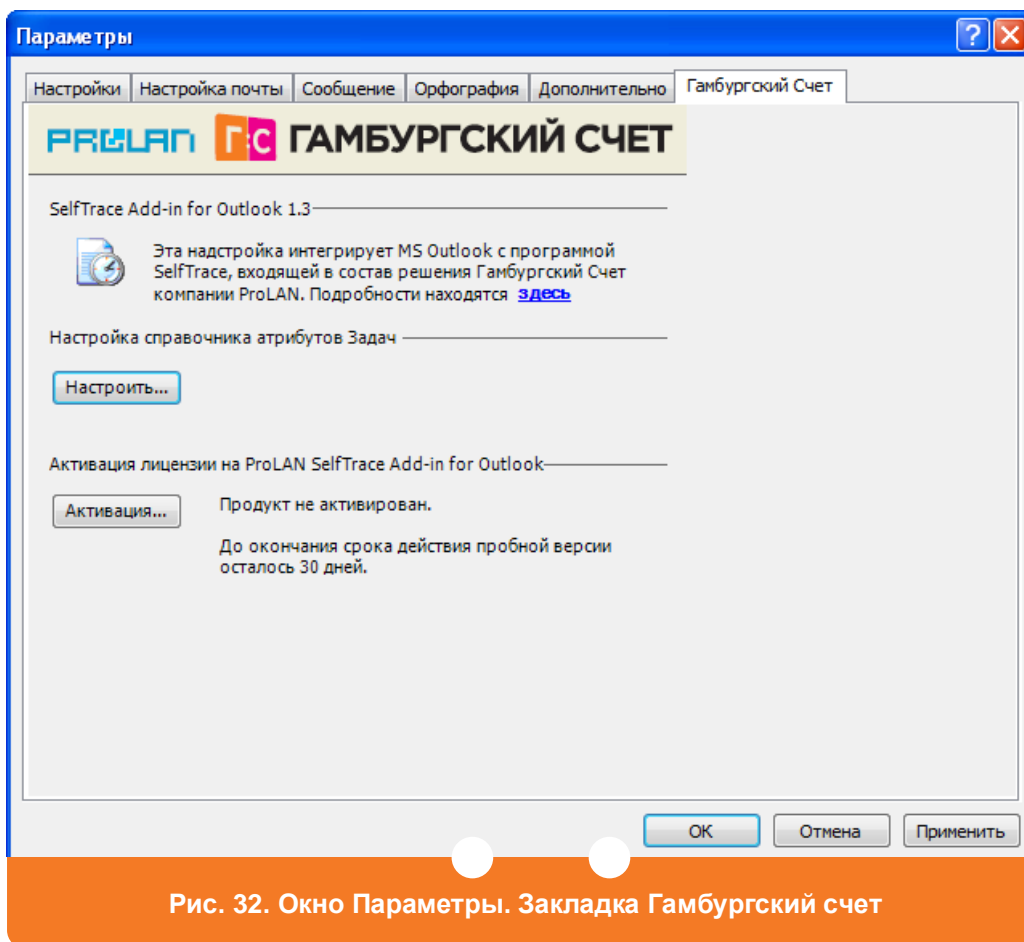 Параметры
?
Настройки Настройка почты Сообщение Орфография Дополнительно Гамбургский Счет
PROLAN Г:С ГАМБУРГСКИЙ СЧЕТ
SelfTrace Add-in for Outlook 1.3
Эта надстройка интегрирует MS Outlook с программой
SelfTrace, входящей в состав решения Гамбургский Счет
компании ProLAN. Подробности находятся здесь
Настройка справочника атрибутов Задач
Настроить...
Активация лицензии на ProLAN SelfTrace Add-in for Outlook
Активация...
Продукт не активирован.
До окончания срока действия пробной версии
осталось 30 дней.
ОК Отмена Применить
Рис. 32. Окно Параметры. Закладка Гамбургский счет